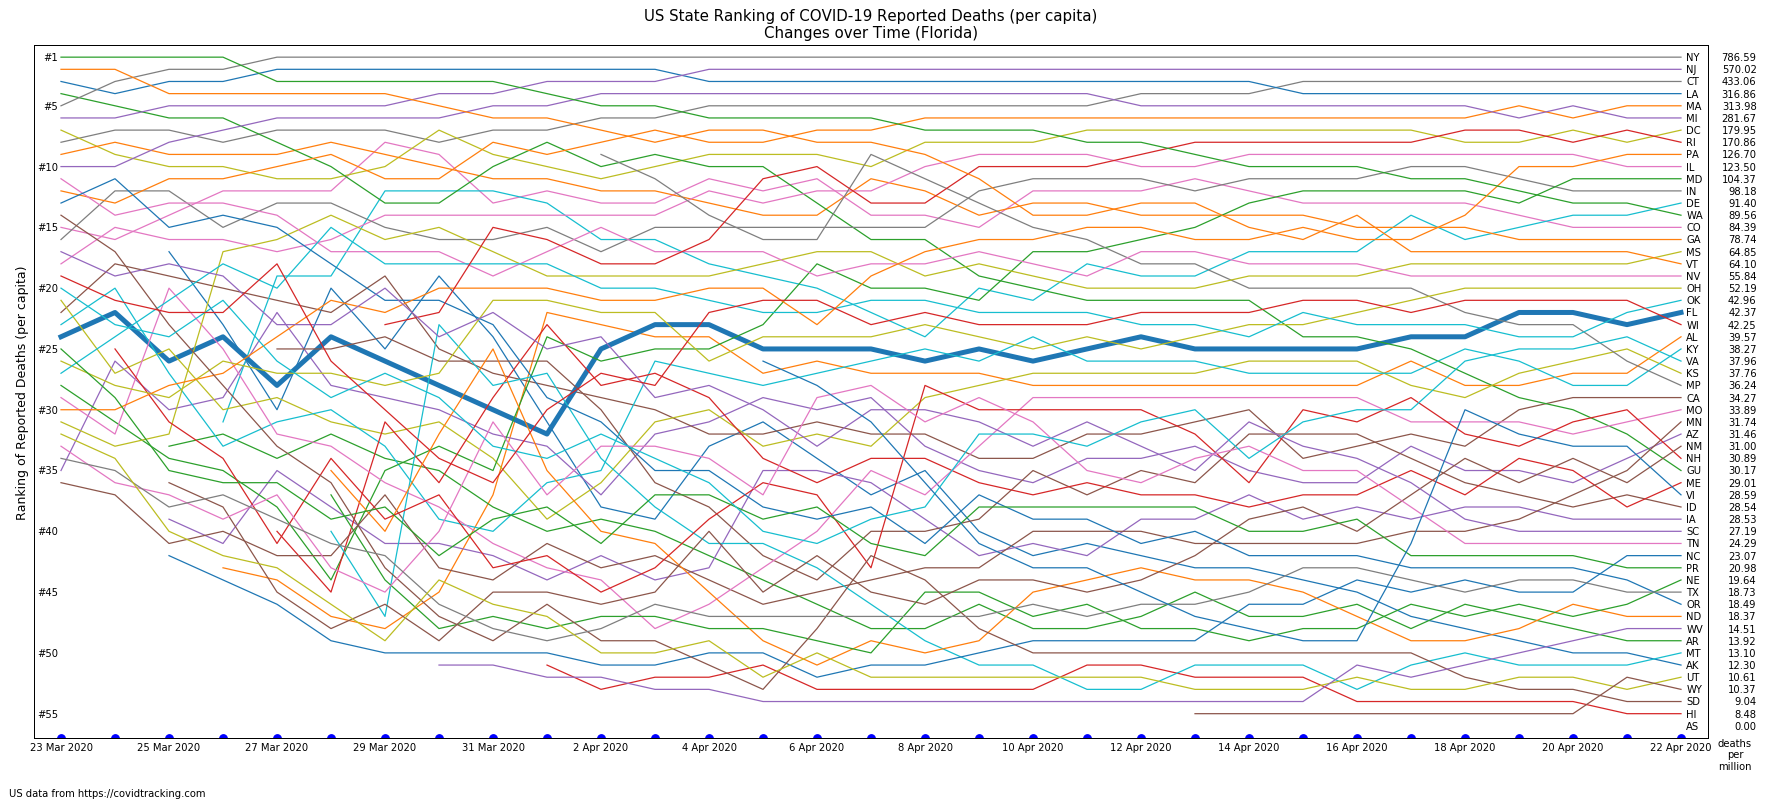 US State Ranking of COVID-19 Reported Deaths (per capita)
Changes over Time (Florida)
Ranking of Reported Deaths (per capita)
#1
#5
#10
#15
#20
#25
#30
#35
#40
#45
#50
#55
NY 786.59
NJ 570.02
CT 433.06
LA 316.86
MA 313.98
MI 281.67
DC 179.95
RI 170.86
PA 126.70
IL 123.50
MD 104.37
IN 98.18
DE 91.40
WA 89.56
CO 84.39
GA 78.74
MS 64.85
VT 64.10
NV 55.84
OH 52.19
OK 42.96
FL 42.37
WI 42.25
AL 39.57
KY 38.27
VA 37.96
KS 37.76
MP 36.24
CA 34.27
MO 33.89
MN 31.74
AZ 31.46
NM 31.00
NH 30.89
GU 30.17
ME 29.01
VI 28.59
ID 28.54
IA 28.53
SC 27.19
TN 24.29
NC 23.07
PR 20.98
NE 19.64
TX 18.73
OR 18.49
ND 18.37
WV 14.51
AR 13.92
MT 13.10
AK 12.30
UT 10.61
WY 10.37
SD 9.04
HI 8.48
AS 0.00
23 Mar 2020 25 Mar 2020 27 Mar 2020 29 Mar 2020 31 Mar 2020 2 Apr 2020 4 Apr 2020 6 Apr 2020 8 Apr 2020 10 Apr 2020 12 Apr 2020 14 Apr 2020 16 Apr 2020 18 Apr 2020 20 Apr 2020 22 Apr 2020
deaths
per
million
US data from https://covidtracking.com